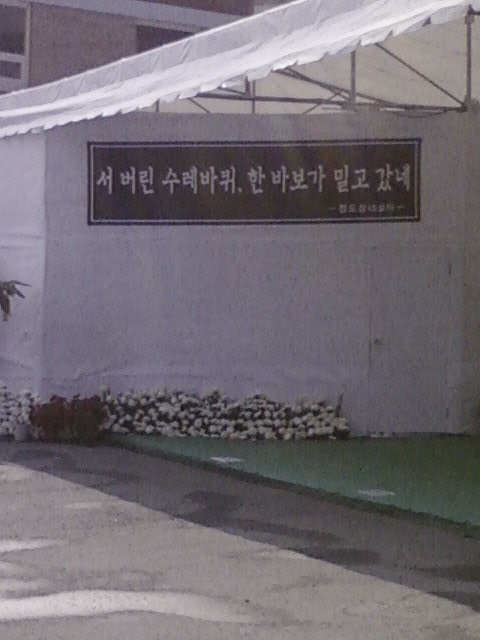 서 버린 수레바퀴, 한 바보가 밀고 갔네